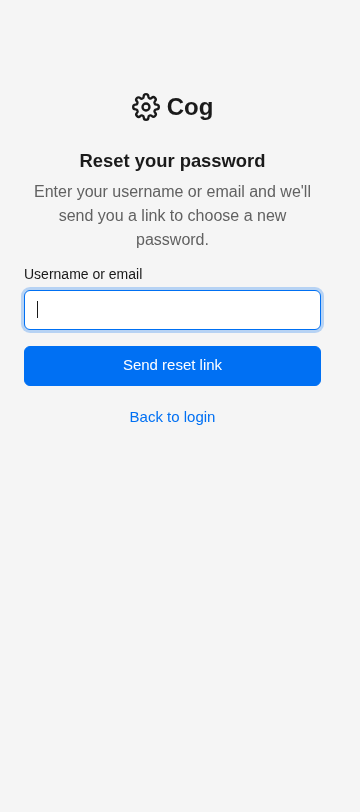 Cog
Reset your password
Enter your username or email and we'll
send you a link to choose a new
password.
Username or email
Send reset link
Back to login